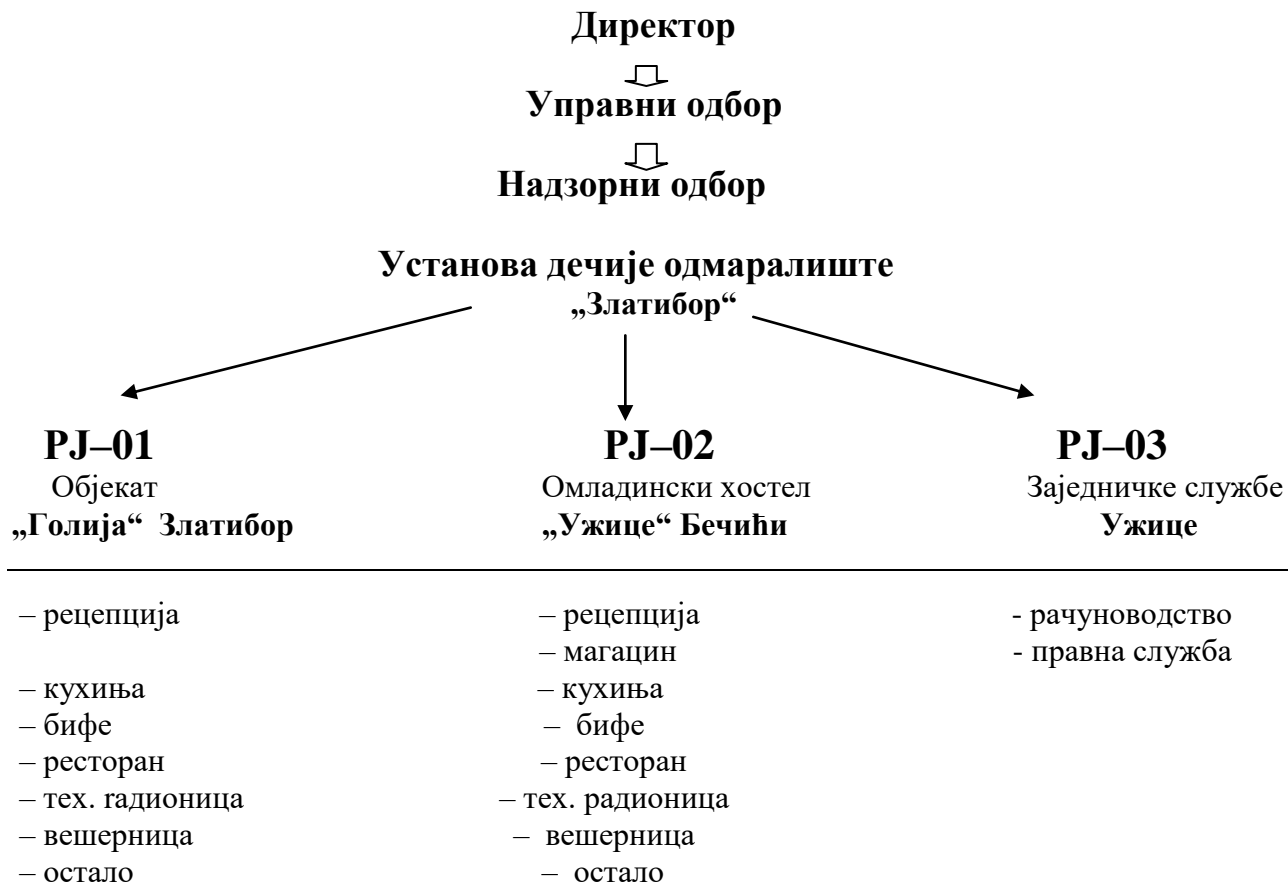 Директор
Управни одбор
Надзорни одбор
Установа дечије одмаралиште
„Златибор“
РЈ–01
Објекат
„Голија“ Златибор
– рецепција
– кухиња
– бифе
– ресторан
– тех. rадионица
– вешерница
– остало
РЈ–02
Омладински хостел
„Ужице“ Бечићи
– рецепција
– магацин
– кухиња
– бифе
– ресторан
– тех. радионица
– вешерница
– остало
РЈ–03
Заједничке службе
Ужице
- рачуноводство
- правна служба